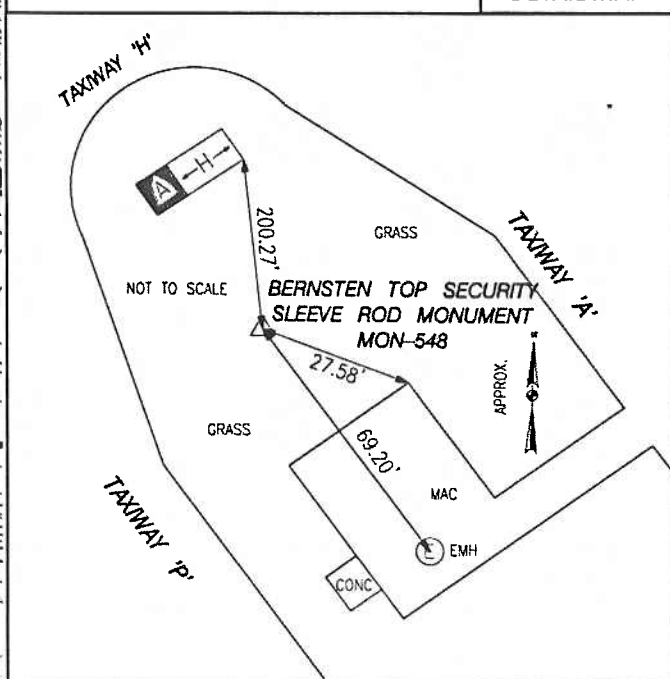 TAXIWAY 'H'
A
H
200.27'
GRASS
TAXIWAY 'A'
NOT TO SCALE
BERNSTEN TOP SECURITY
SLEEVE ROD MONUMENT
MON-548
27.58'
APPROX.
GRASS
69.20'
MAC
TAXIWAY 'P'
E
EMH
CONC